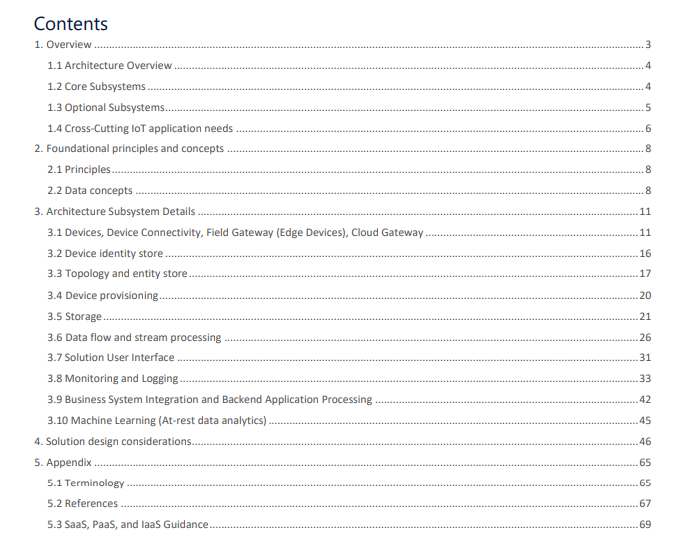 Contents
1. Overview ........................................ 3
1.1 Architecture Overview ........................................ 4
1.2 Core Subsystems ........................................ 4
1.3 Optional Subsystems ........................................ 5
1.4 Cross-Cutting IoT application needs ........................................ 6
2. Foundational principles and concepts ........................................ 8
2.1 Principles ........................................ 8
2.2 Data concepts ........................................ 8
3. Architecture Subsystem Details ........................................ 11
3.1 Devices, Device Connectivity, Field Gateway (Edge Devices), Cloud Gateway ........................................ 11
3.2 Device identity store ........................................ 16
3.3 Topology and entity store ........................................ 17
3.4 Device provisioning ........................................ 20
3.5 Storage ........................................ 21
3.6 Data flow and stream processing ........................................ 26
3.7 Solution User Interface ........................................ 31
3.8 Monitoring and Logging ........................................ 33
3.9 Business System Integration and Backend Application Processing ........................................ 42
3.10 Machine Learning (At-rest data analytics) ........................................ 45
4. Solution design considerations ........................................ 46
5. Appendix ........................................ 65
5.1 Terminology ........................................ 65
5.2 References ........................................ 67
5.3 SaaS, PaaS, and IaaS Guidance ........................................ 69